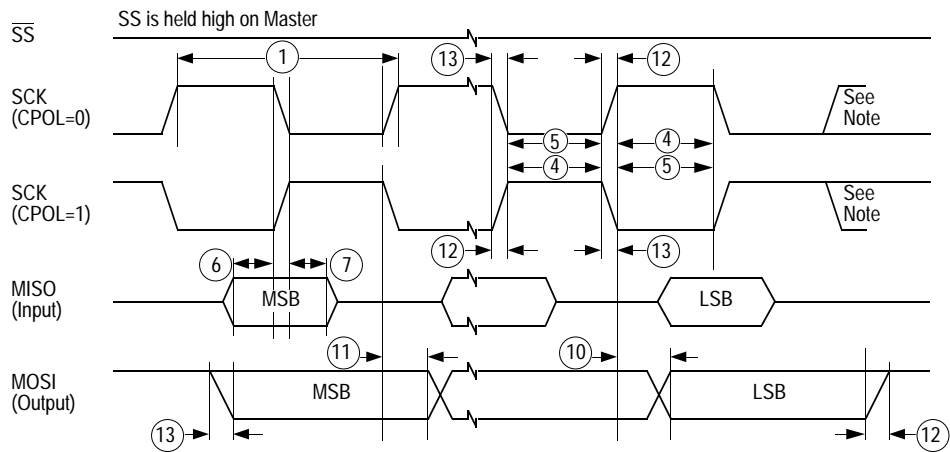 SS is held high on Master
SS
1
13
12
SCK
(CPOL=0)
See
Note
5
4
4
5
SCK
(CPOL=1)
See
Note
12
13
6
7
MISO
(Input)
MSB
LSB
11
10
MOSI
(Output)
MSB
LSB
13
12